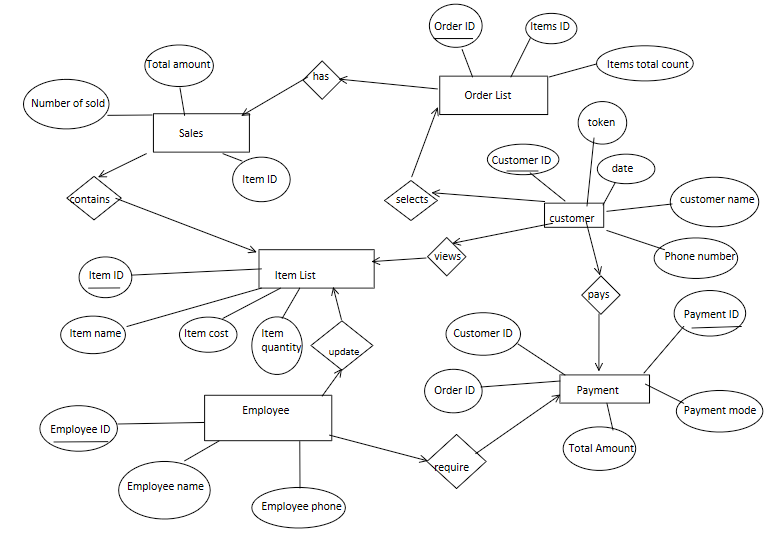 Order ID
Items ID
Total amount
Items total count
has
Number of sold
Order List
Sales
token
Customer ID
date
Item ID
contains
selects
customer name
customer
views
Phone number
Item ID
Item List
pays
Payment ID
Item name
Item cost
Item
quantity
update
Customer ID
Order ID
Payment
Payment mode
Employee
Employee ID
Total Amount
require
Employee name
Employee phone